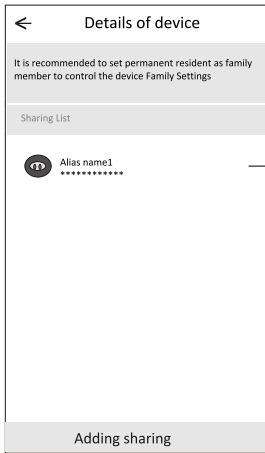 Details of device
It is recommended to set permanent resident as family
member to control the device Family Settings
Sharing List
Alias name1
************
Adding sharing